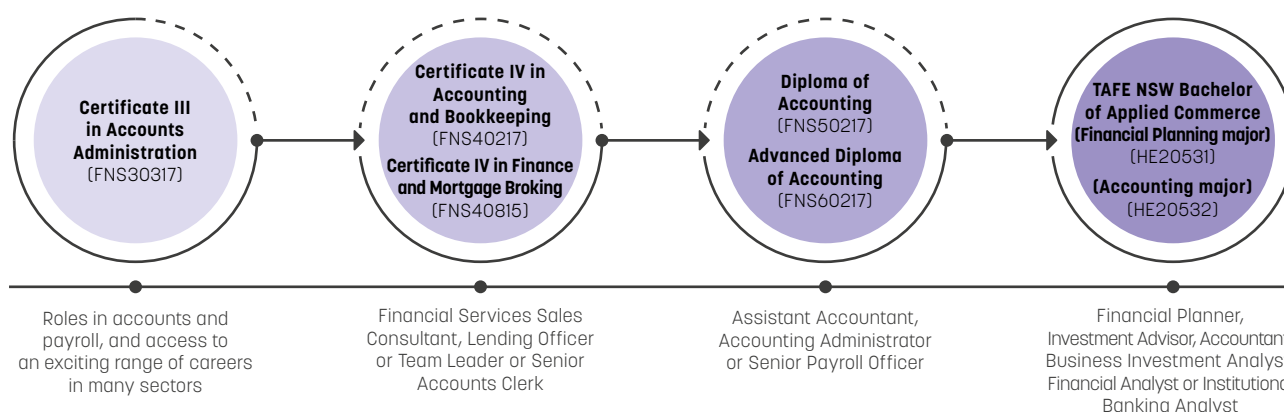 Certificate III
in Accounts
Administration
(FNS30317)
Certificate IV in
Accounting
and Bookkeeping
(FNS40217)
Certificate IV in Finance
and Mortgage Broking
(FNS40815)
Diploma of
Accounting
(FNS50217)
Advanced Diploma
of Accounting
(FNS60217)
TAFE NSW Bachelor
of Applied Commerce
(Financial Planning major)
(HE20531)
(Accounting major)
(HE20532)
Roles in accounts and
payroll, and access to
an exciting range of careers
in many sectors
Financial Services Sales
Consultant, Lending Officer
or Team Leader or Senior
Accounts Clerk
Assistant Accountant,
Accounting Administrator
or Senior Payroll Officer
Financial Planner,
Investment Advisor, Accountan
Business Investment Analys
Financial Analyst or Institutiona
Banking Analyst